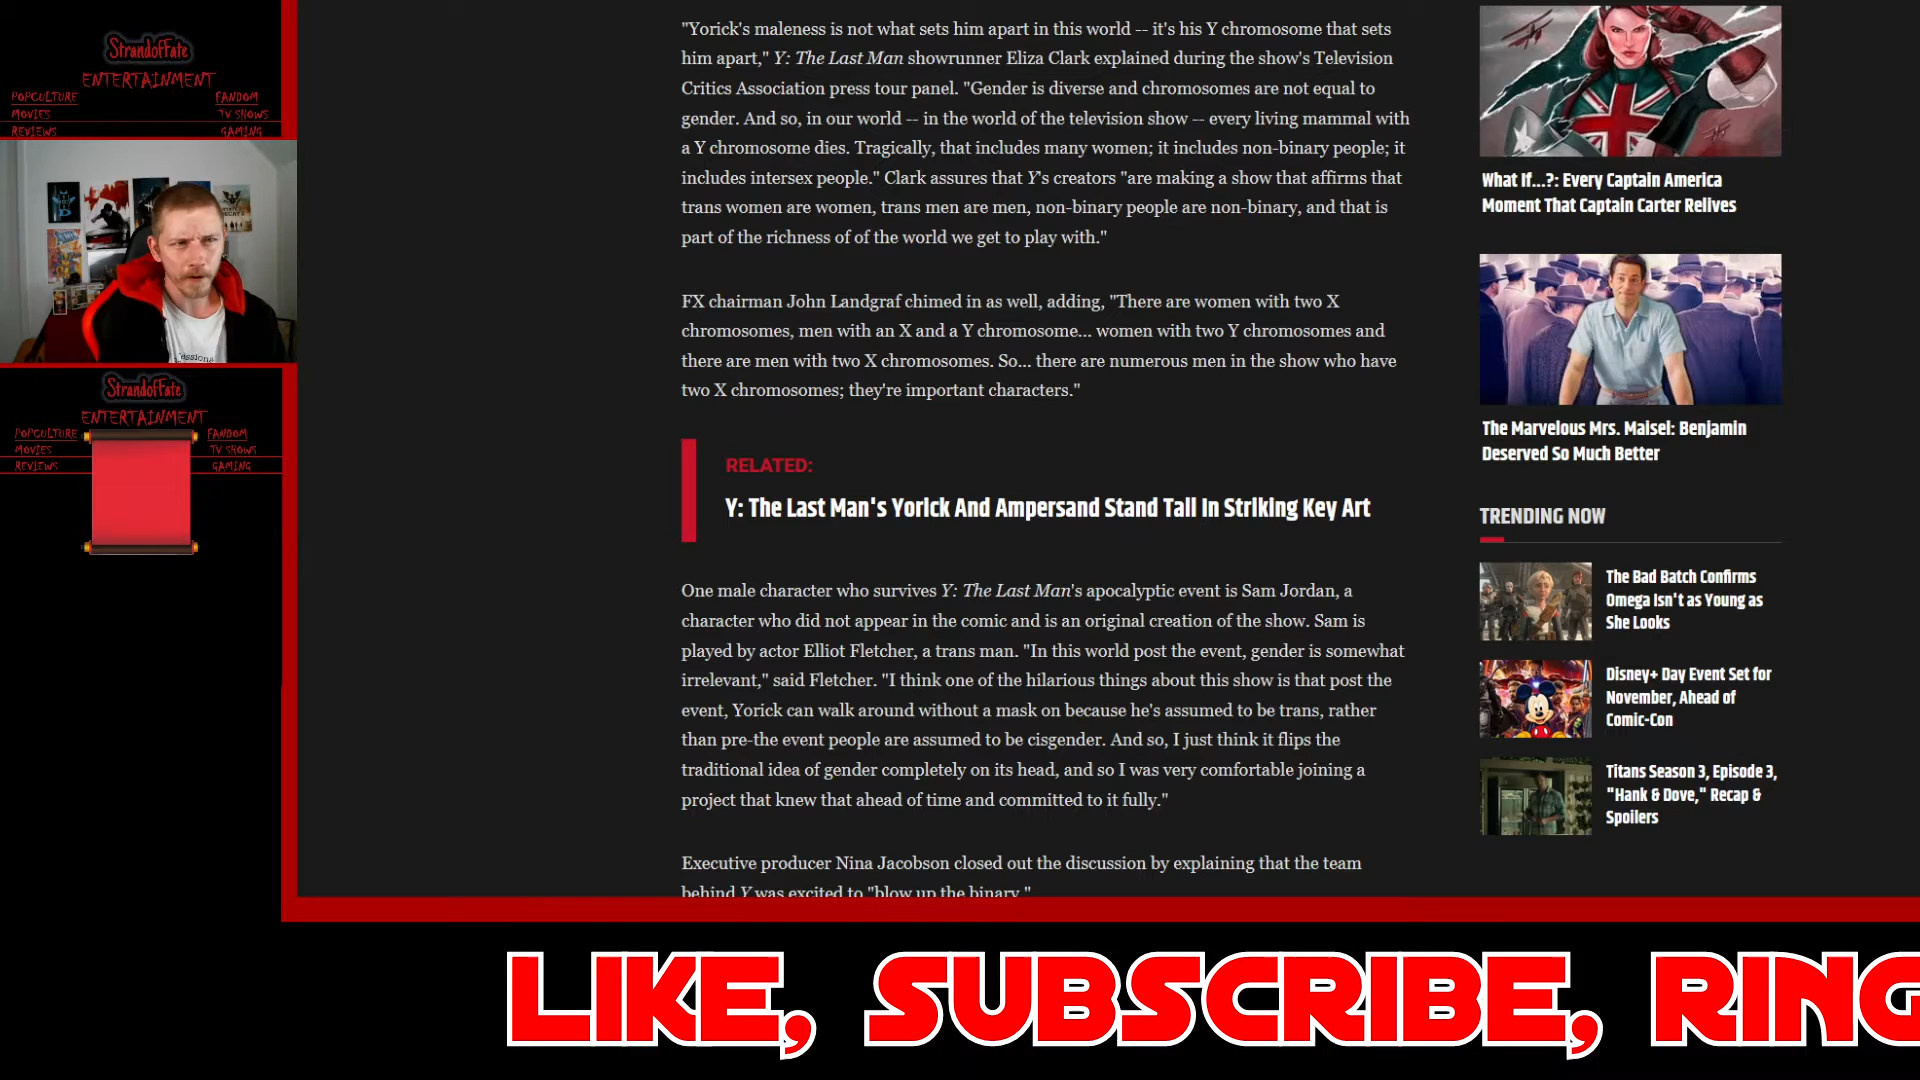 StrandofFate
ENTERTAINMENT
POPCULTURE FANDOM
MOVIES TV SHOWS
REVIEWS GAMING
StrandofFate
ENTERTAINMENT
POPCULTURE FANDOM
MOVIES TV SHOWS
REVIEWS GAMING
"Yorick's maleness is not what sets him apart in this world -- it's his Y chromosome that sets
him apart," Y: The Last Man showrunner Eliza Clark explained during the show's Television
Critics Association press tour panel. "Gender is diverse and chromosomes are not equal to
gender. And so, in our world -- in the world of the television show -- every living mammal with
a Y chromosome dies. Tragically, that includes many women; it includes non-binary people; it
includes intersex people." Clark assures that Y's creators "are making a show that affirms that
trans women are women, trans men are men, non-binary people are non-binary, and that is
part of the richness of of the world we get to play with."
FX chairman John Landgraf chimed in as well, adding, "There are women with two X
chromosomes, men with an X and a Y chromosome... women with two Y chromosomes and
there are men with two X chromosomes. So... there are numerous men in the show who have
two X chromosomes; they're important characters."
RELATED:
Y: The Last Man's Yorick And Ampersand Stand Tall In Striking Key Art
One male character who survives Y: The Last Man's apocalyptic event is Sam Jordan, a
character who did not appear in the comic and is an original creation of the show. Sam is
played by actor Elliot Fletcher, a trans man. "In this world post the event, gender is somewhat
irrelevant," said Fletcher. "I think one of the hilarious things about this show is that post the
event, Yorick can walk around without a mask on because he's assumed to be trans, rather
than pre-the event people are assumed to be cisgender. And so, I just think it flips the
traditional idea of gender completely on its head, and so I was very comfortable joining a
project that knew that ahead of time and committed to it fully."
Executive producer Nina Jacobson closed out the discussion by explaining that the team
behind Y was excited to "blow up the binary."
What If...?: Every Captain America
Moment That Captain Carter Relives
The Marvelous Mrs. Maisel: Benjamin
Deserved So Much Better
TRENDING NOW
The Bad Batch Confirms
Omega Isn't as Young as
She Looks
Disney+ Day Event Set for
November, Ahead of
Comic-Con
Titans Season 3, Episode 3,
"Hank & Dove," Recap &
Spoilers
LIKE, SUBSCRIBE, RING